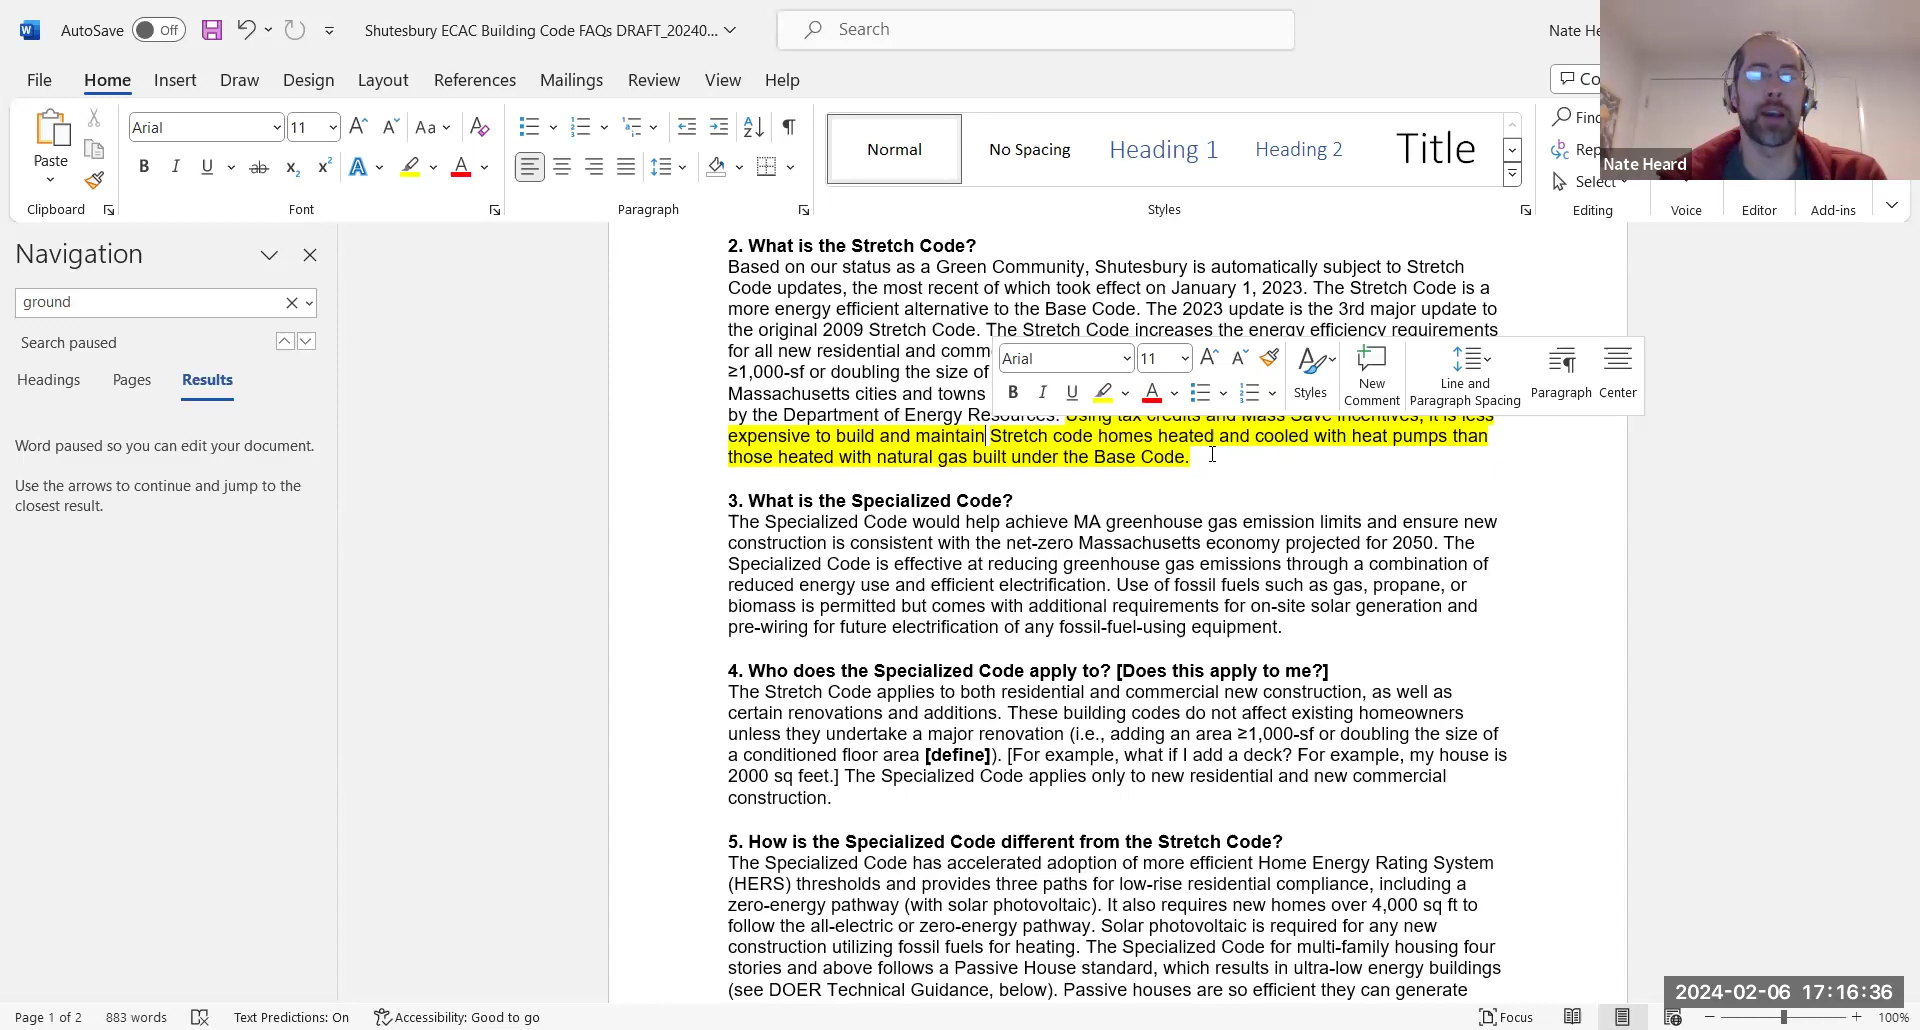 AutoSave Off Shutesbury ECAC Building Code FAQs DRAFT_20240... Search Nate He
File Home Insert Draw Design Layout References Mailings Review View Help Co
Paste
Clipboard
Arial 11
Aa
B I U ab x2 x2 A A
Font
Paragraph
Normal No Spacing Heading 1 Heading 2 Title
Styles
Find
Rep
Select
Editing
Voice
Editor
Add-ins
Nate Heard
Navigation
ground
Search paused
Headings Pages Results
Word paused so you can edit your document.
Use the arrows to continue and jump to the
closest result.
2. What is the Stretch Code?
Based on our status as a Green Community, Shutesbury is automatically subject to Stretch
Code updates, the most recent of which took effect on January 1, 2023. The Stretch Code is a
more energy efficient alternative to the Base Code. The 2023 update is the 3rd major update to
the original 2009 Stretch Code. The Stretch Code increases the energy efficiency requirements
for all new residential and comm
≥1,000-sf or doubling the size of
Massachusetts cities and towns
by the Department of Energy Resources. Using tax credits and Mass Save incentives, it is less
expensive to build and maintain Stretch code homes heated and cooled with heat pumps than
those heated with natural gas built under the Base Code.
Arial 11
B I U A
Styles
New
Comment
Line and
Paragraph Spacing
Paragraph
Center
3. What is the Specialized Code?
The Specialized Code would help achieve MA greenhouse gas emission limits and ensure new
construction is consistent with the net-zero Massachusetts economy projected for 2050. The
Specialized Code is effective at reducing greenhouse gas emissions through a combination of
reduced energy use and efficient electrification. Use of fossil fuels such as gas, propane, or
biomass is permitted but comes with additional requirements for on-site solar generation and
pre-wiring for future electrification of any fossil-fuel-using equipment.
4. Who does the Specialized Code apply to? [Does this apply to me?]
The Stretch Code applies to both residential and commercial new construction, as well as
certain renovations and additions. These building codes do not affect existing homeowners
unless they undertake a major renovation (i.e., adding an area ≥1,000-sf or doubling the size of
a conditioned floor area [define]). [For example, what if I add a deck? For example, my house is
2000 sq feet.] The Specialized Code applies only to new residential and new commercial
construction.
5. How is the Specialized Code different from the Stretch Code?
The Specialized Code has accelerated adoption of more efficient Home Energy Rating System
(HERS) thresholds and provides three paths for low-rise residential compliance, including a
zero-energy pathway (with solar photovoltaic). It also requires new homes over 4,000 sq ft to
follow the all-electric or zero-energy pathway. Solar photovoltaic is required for any new
construction utilizing fossil fuels for heating. The Specialized Code for multi-family housing four
stories and above follows a Passive House standard, which results in ultra-low energy buildings
(see DOER Technical Guidance, below). Passive houses are so efficient they can generate
2024-02-06 17:16:36
Page 1 of 2 883 words Text Predictions: On Accessibility: Good to go Focus 100%